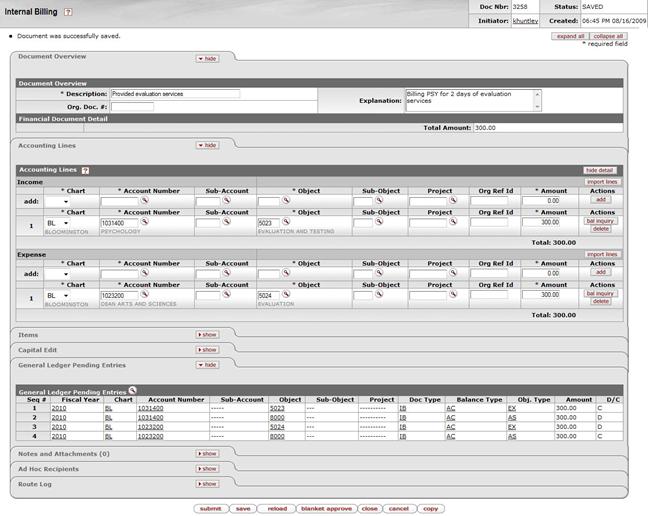 Internal Billing ?
Doc Nbr: 3258 Status: SAVED
Initiator: khuntley Created: 06:45 PM 08/16/2009
Document was successfully saved.
expand all collapse all
* required field
Document Overview hide
Document Overview
* Description: Provided evaluation services Explanation: Billing PSY for 2 days of evaluation
services
Org. Doc. #:
Financial Document Detail
Total Amount: 300.00
Accounting Lines hide
Accounting Lines ? hide detail
Income import lines
* Chart * Account Number Sub-Account * Object Sub-Object Project Org Ref Id * Amount Actions
add: 0.00 add
* Chart * Account Number Sub-Account * Object Sub-Object Project Org Ref Id * Amount Actions
1 BL 1031400 5023 300.00 bal inquiry
BLOOMINGTON PSYCHOLOGY EVALUATION AND TESTING delete
Total: 300.00
Expense import lines
* Chart * Account Number Sub-Account * Object Sub-Object Project Org Ref Id * Amount Actions
add: 0.00 add
* Chart * Account Number Sub-Account * Object Sub-Object Project Org Ref Id * Amount Actions
1 BL 1023200 5024 300.00 bal inquiry
BLOOMINGTON DEAN ARTS AND SCIENCES EVALUATION delete
Total: 300.00
Items show
Capital Edit show
General Ledger Pending Entries hide
General Ledger Pending Entries
Seq # Fiscal Year Chart Account Number Sub-Account Object Sub-Object Project Doc Type Balance Type Obj. Type Amount D/C
1 2010 BL 1031400 ----- 5023 --- ---------- IB AC EX 300.00 C
2 2010 BL 1031400 ----- 8000 --- ---------- IB AC AS 300.00 D
3 2010 BL 1023200 ----- 5024 --- ---------- IB AC EX 300.00 D
4 2010 BL 1023200 ----- 8000 --- ---------- IB AC AS 300.00 C
Notes and Attachments (0) show
Ad Hoc Recipients show
Route Log show
submit save reload blanket approve close cancel copy